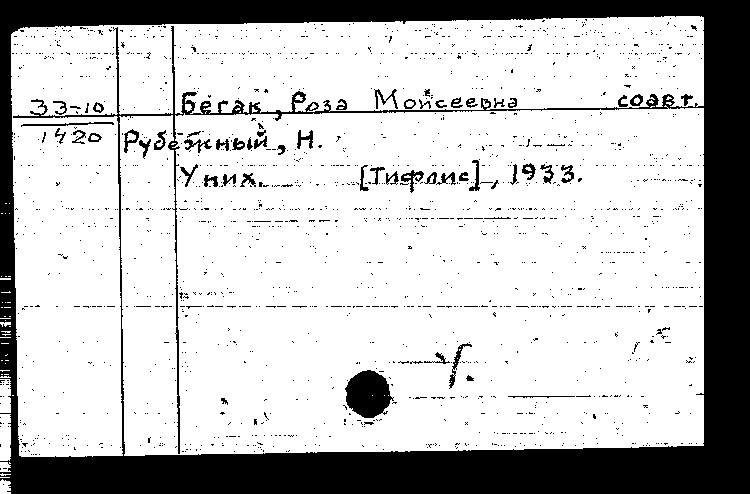 33-10
1420
Бегак, Роза Моисеевна соавт.
Рубежный, Н.
У них. [Тифлис], 1933.